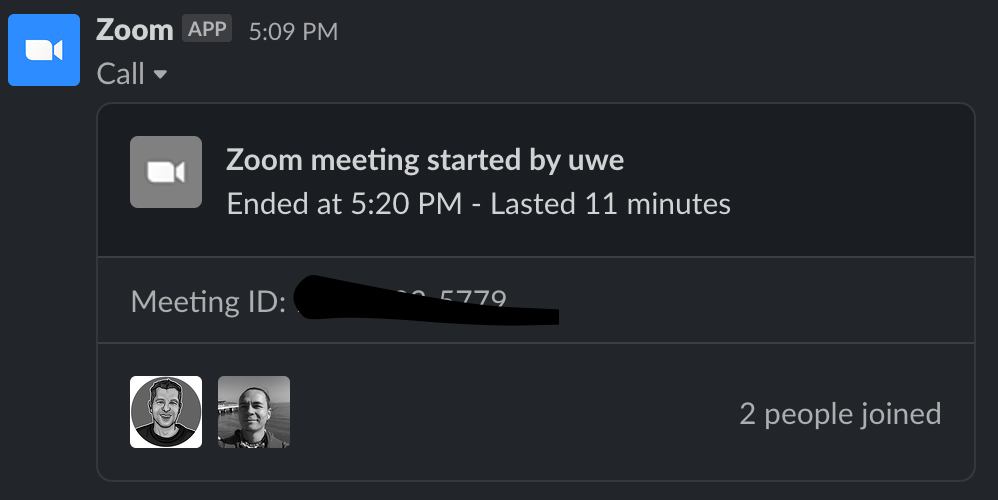 Zoom APP 5:09 PM
Call
Zoom meeting started by uwe
Ended at 5:20 PM - Lasted 11 minutes
Meeting ID: 5779
2 people joined